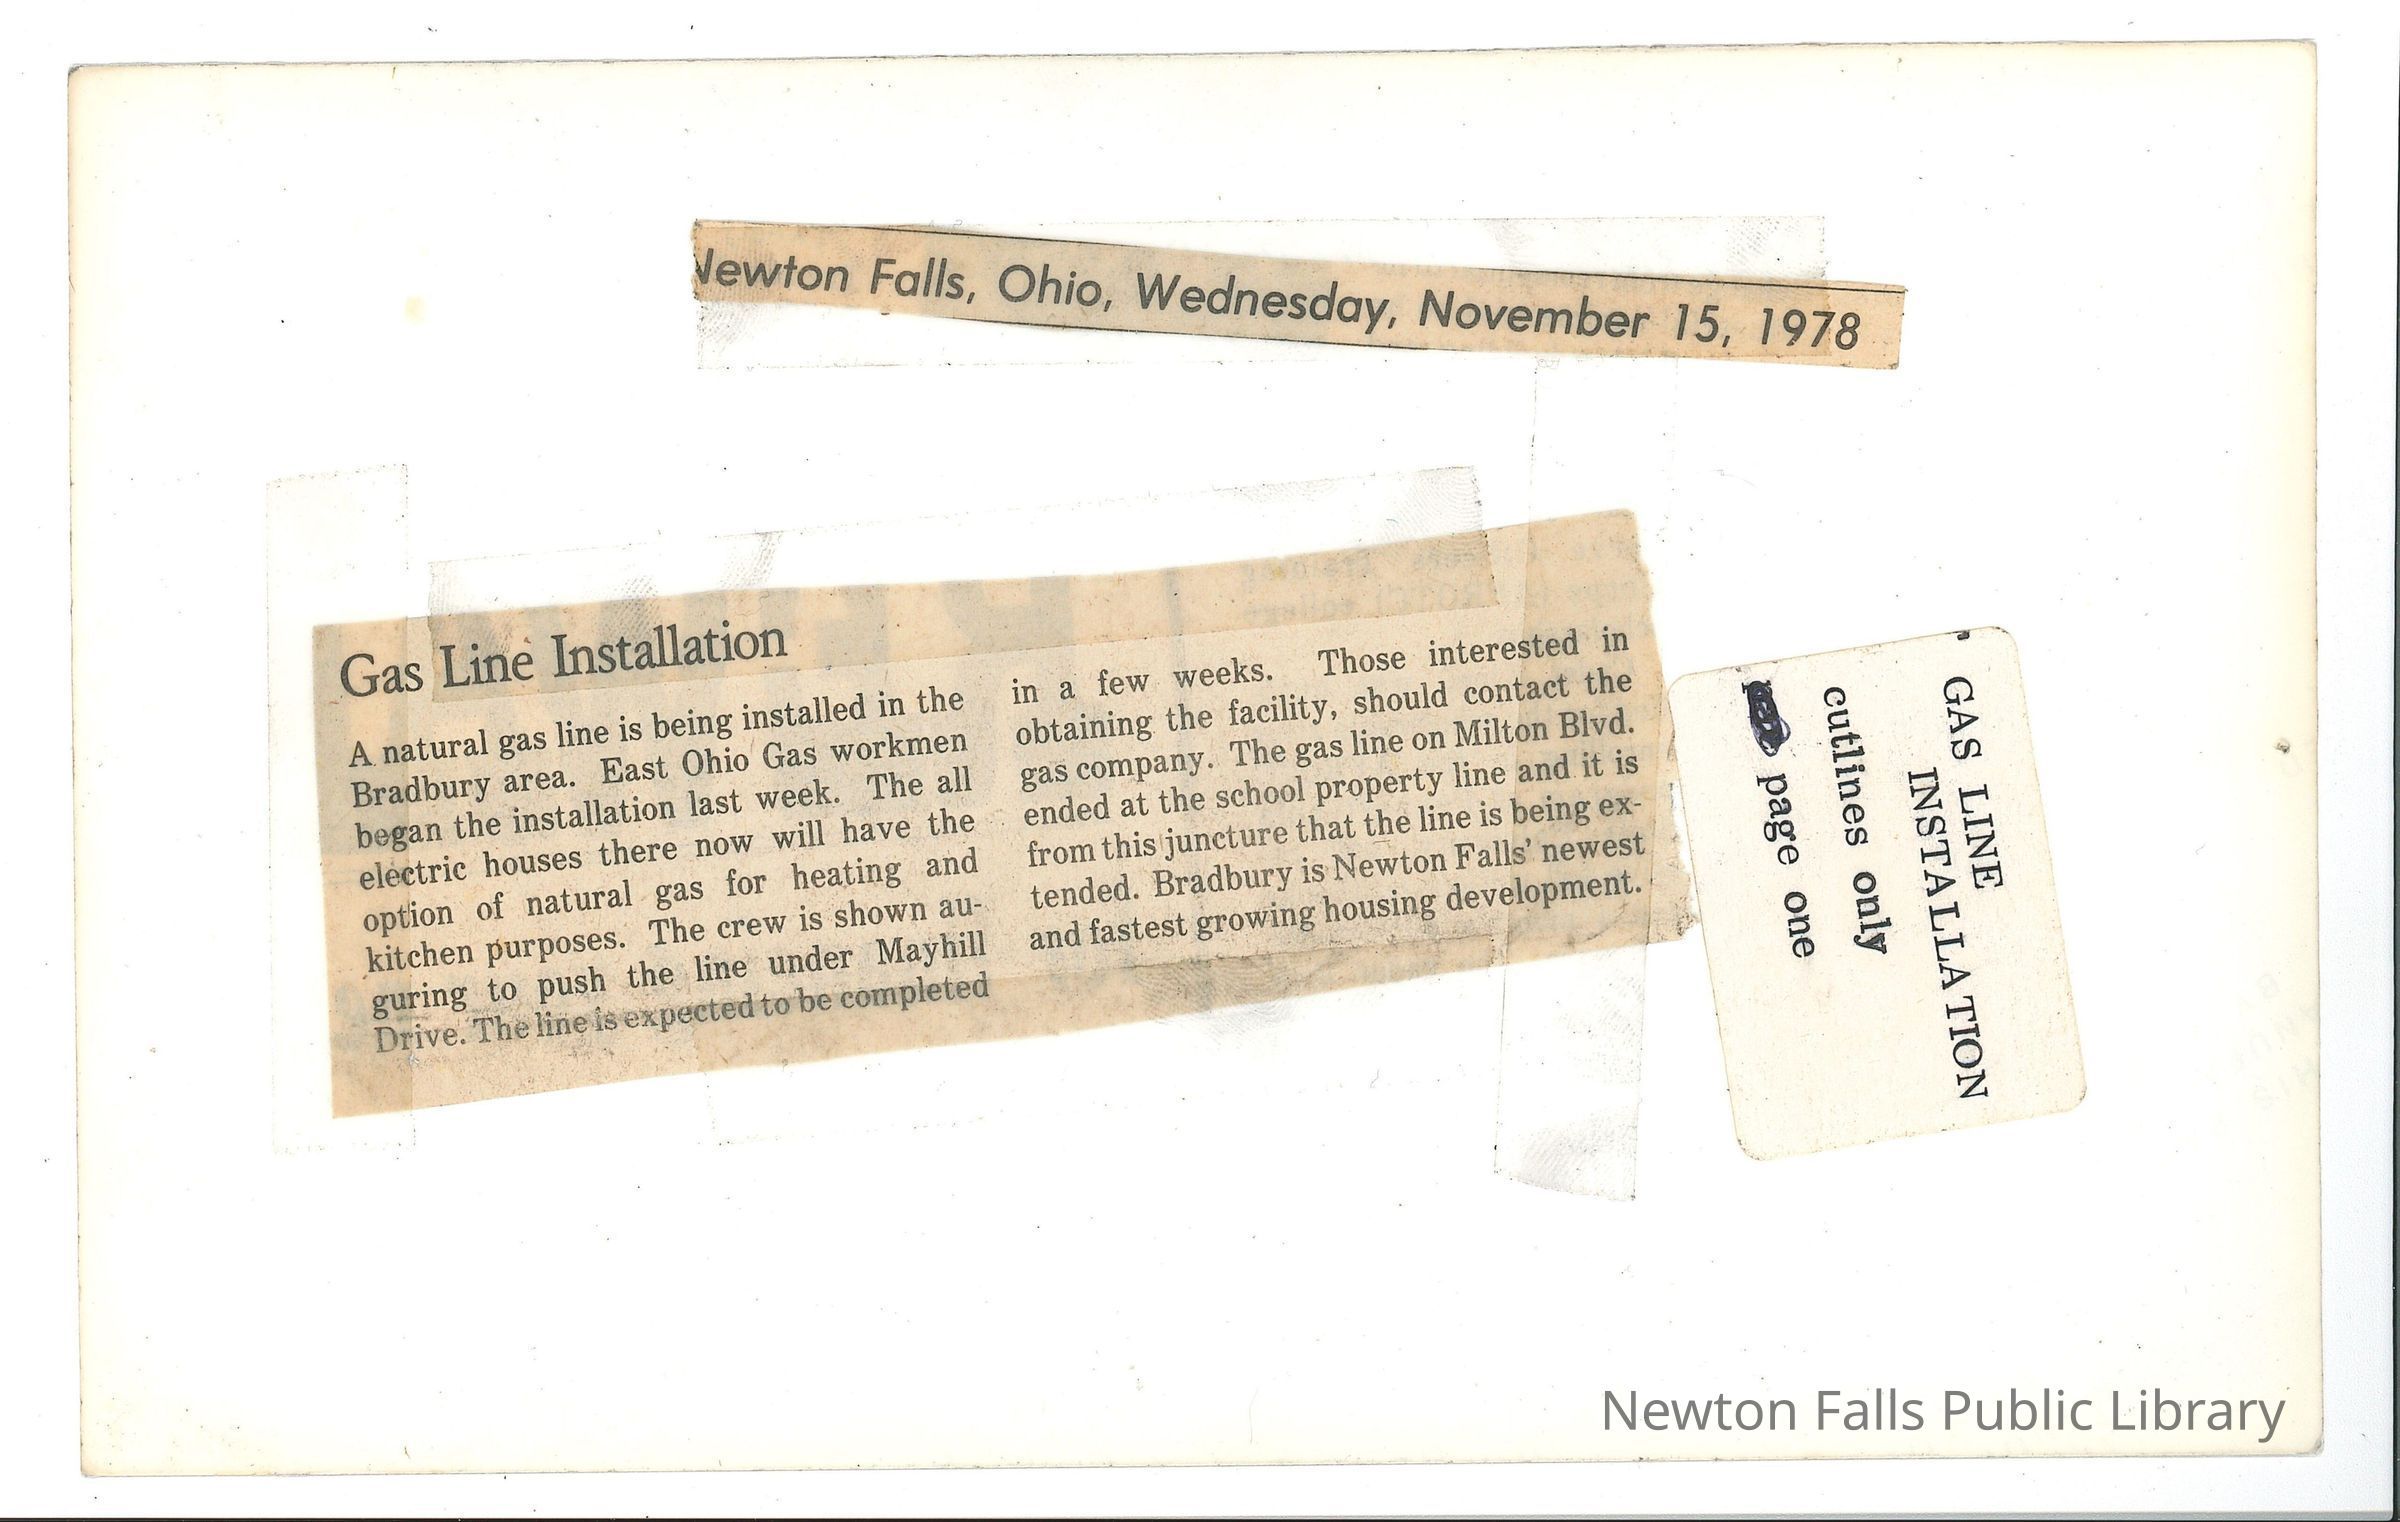 Newton Falls, Ohio, Wednesday, November 15, 1978
Gas Line Installation
A natural gas line is being installed in the
Bradbury area. East Ohio Gas workmen
began the installation last week. The all
electric houses there now will have the
option of natural gas for heating and
kitchen purposes. The crew is shown au-
guring to push the line under Mayhill
Drive. The line is expected to be completed
in a few weeks. Those interested in
obtaining the facility, should contact the
gas company. The gas line on Milton Blvd.
ended at the school property line and it is
from this juncture that the line is being ex-
tended. Bradbury is Newton Falls' newest
and fastest growing housing development.
GAS LINE
INSTALLATION
cutlines only
page one
Newton Falls Public Library